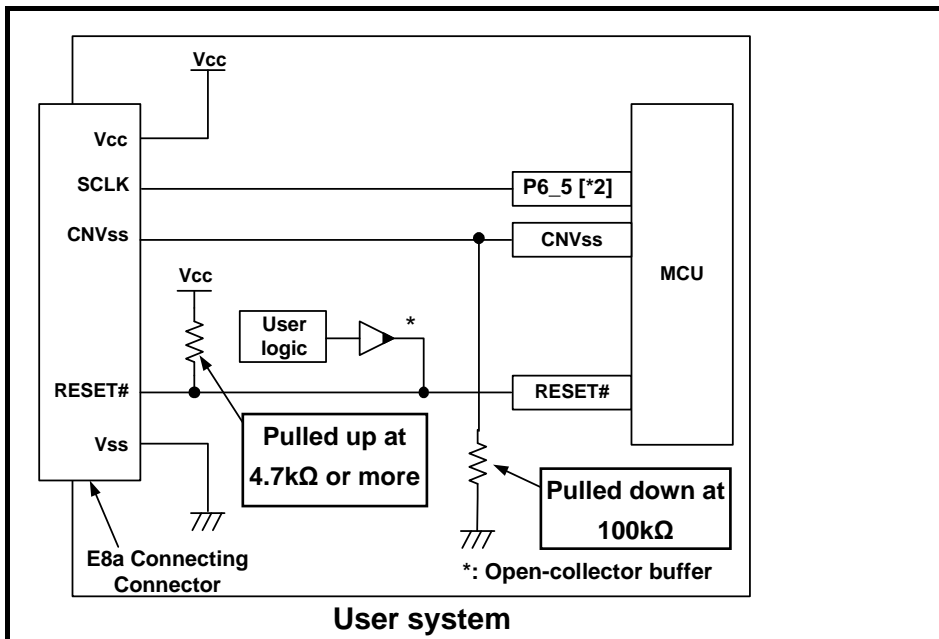 Vcc
Vcc
SCLK
P6_5 [*2]
CNVss
CNVss
MCU
Vcc
User
logic
*
RESET#
RESET#
Pulled up at
4.7kΩ or more
Vss
Pulled down at
100kΩ
E8a Connecting
Connector
*: Open-collector buffer
User system